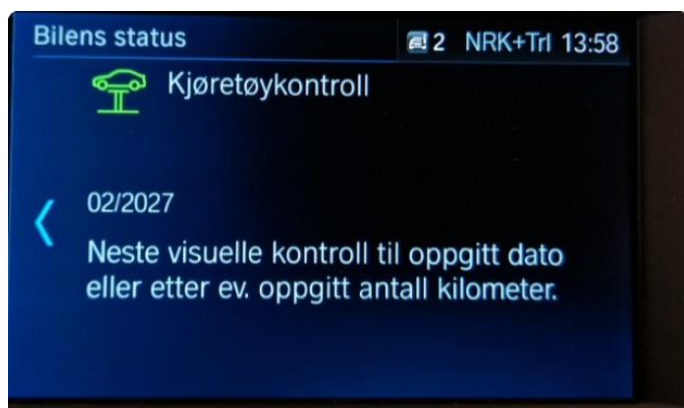 Bilens status 2 NRK+Trl 13:58
Kjøretøykontroll
02/2027
Neste visuelle kontroll til oppgitt dato
eller etter ev. oppgitt antall kilometer.